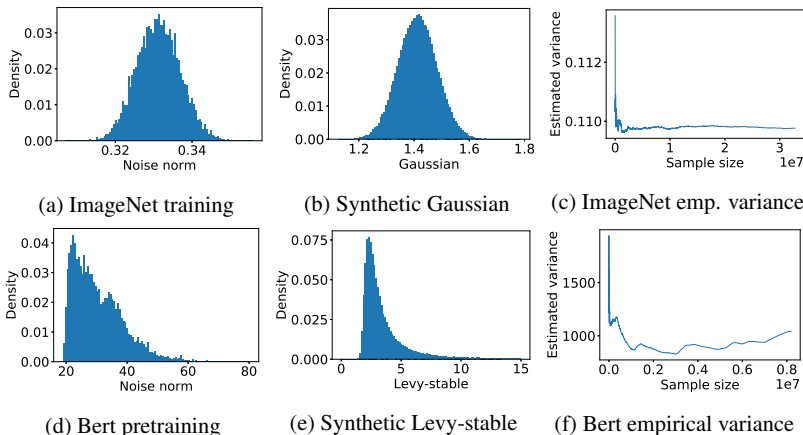 0.03
0.02
0.01
0.00
Density
0.32
0.34
Noise norm
(a) ImageNet training
0.03
0.02
0.01
0.00
Density
1.2
1.4
1.6
1.8
Gaussian
(b) Synthetic Gaussian
0.112
0.110
Estimated variance
0
1
2
3
1e7
Sample size
(c) ImageNet emp. variance
0.04
0.03
0.02
0.01
0.00
Density
20
40
60
80
Noise norm
(d) Bert pretraining
0.075
0.050
0.025
0.000
Density
0
5
10
15
Levy-stable
(e) Synthetic Levy-stable
1500
1000
Estimated variance
0.0
0.2
0.4
0.6
0.8
1e7
Sample size
(f) Bert empirical variance